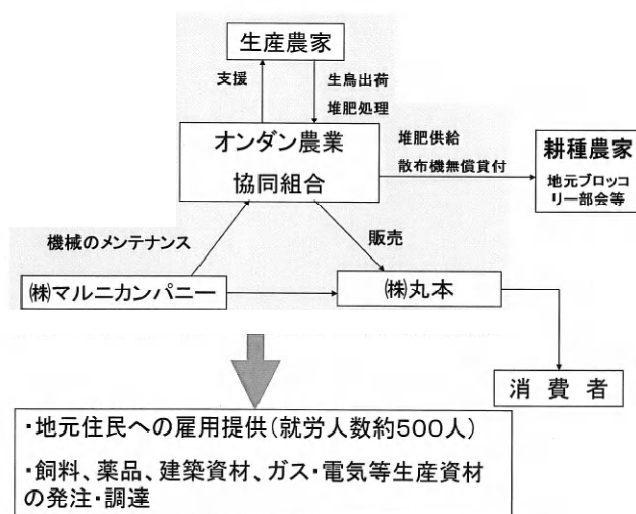 生産農家
支援
生鳥出荷
堆肥処理
オンダン農業
協同組合
堆肥供給
散布機無償貸付
耕種農家
地元ブロッコ
リー部会等
機械のメンテナンス
販売
㈱マルニカンパニー
㈱丸本
消 費 者
・地元住民への雇用提供(就労人数約500人)
・飼料、薬品、建築資材、ガス・電気等生産資材
の発注・調達